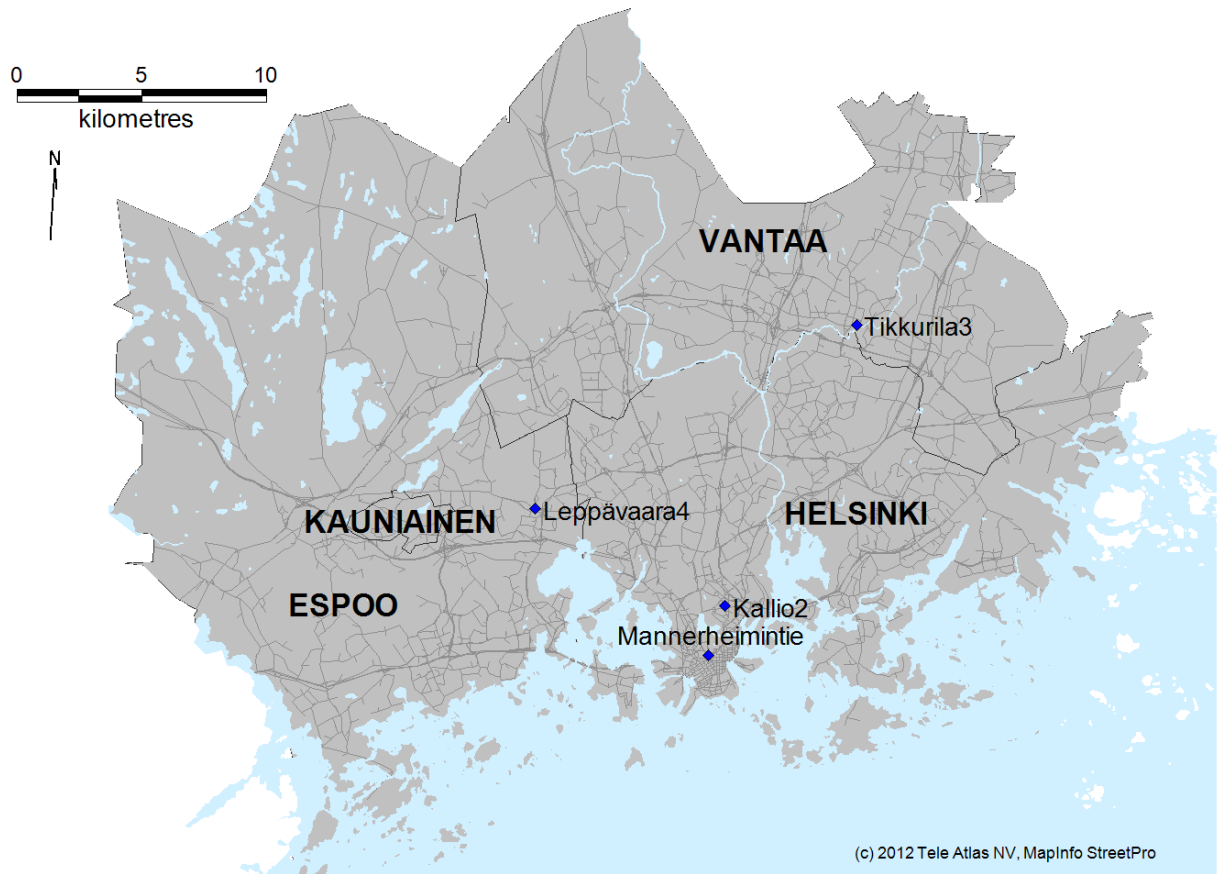 0 5 10
kilometres
N
VANTAA
Tikkurila3
KAUNIAINEN
Leppävaara4
HELSINKI
ESPOO
Kallio2
Mannerheimintie
(c) 2012 Tele Atlas NV, MapInfo StreetPro